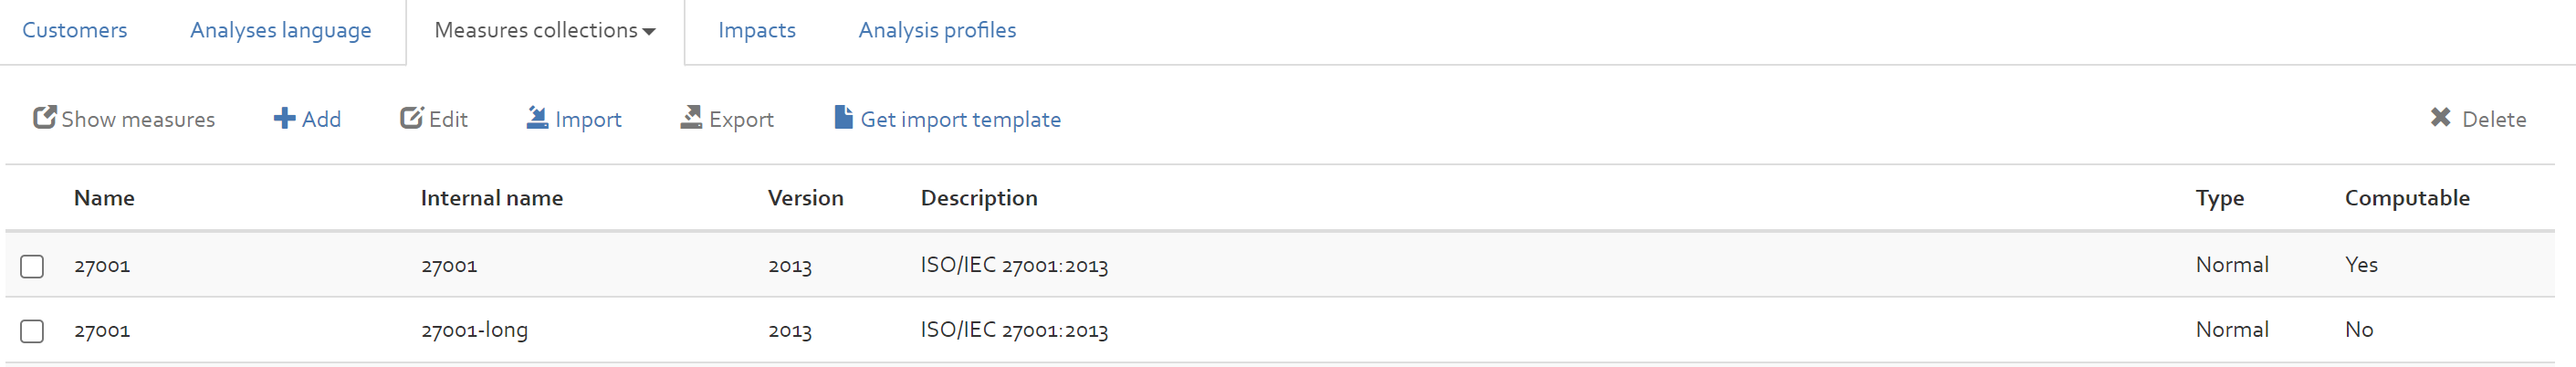 Customers Analyses language Measures collections Impacts Analysis profiles
Show measures Add Edit Import Export Get import template Delete
Name Internal name Version Description Type Computable
27001 27001 2013 ISO/IEC 27001:2013 Normal Yes
27001 27001-long 2013 ISO/IEC 27001:2013 Normal No